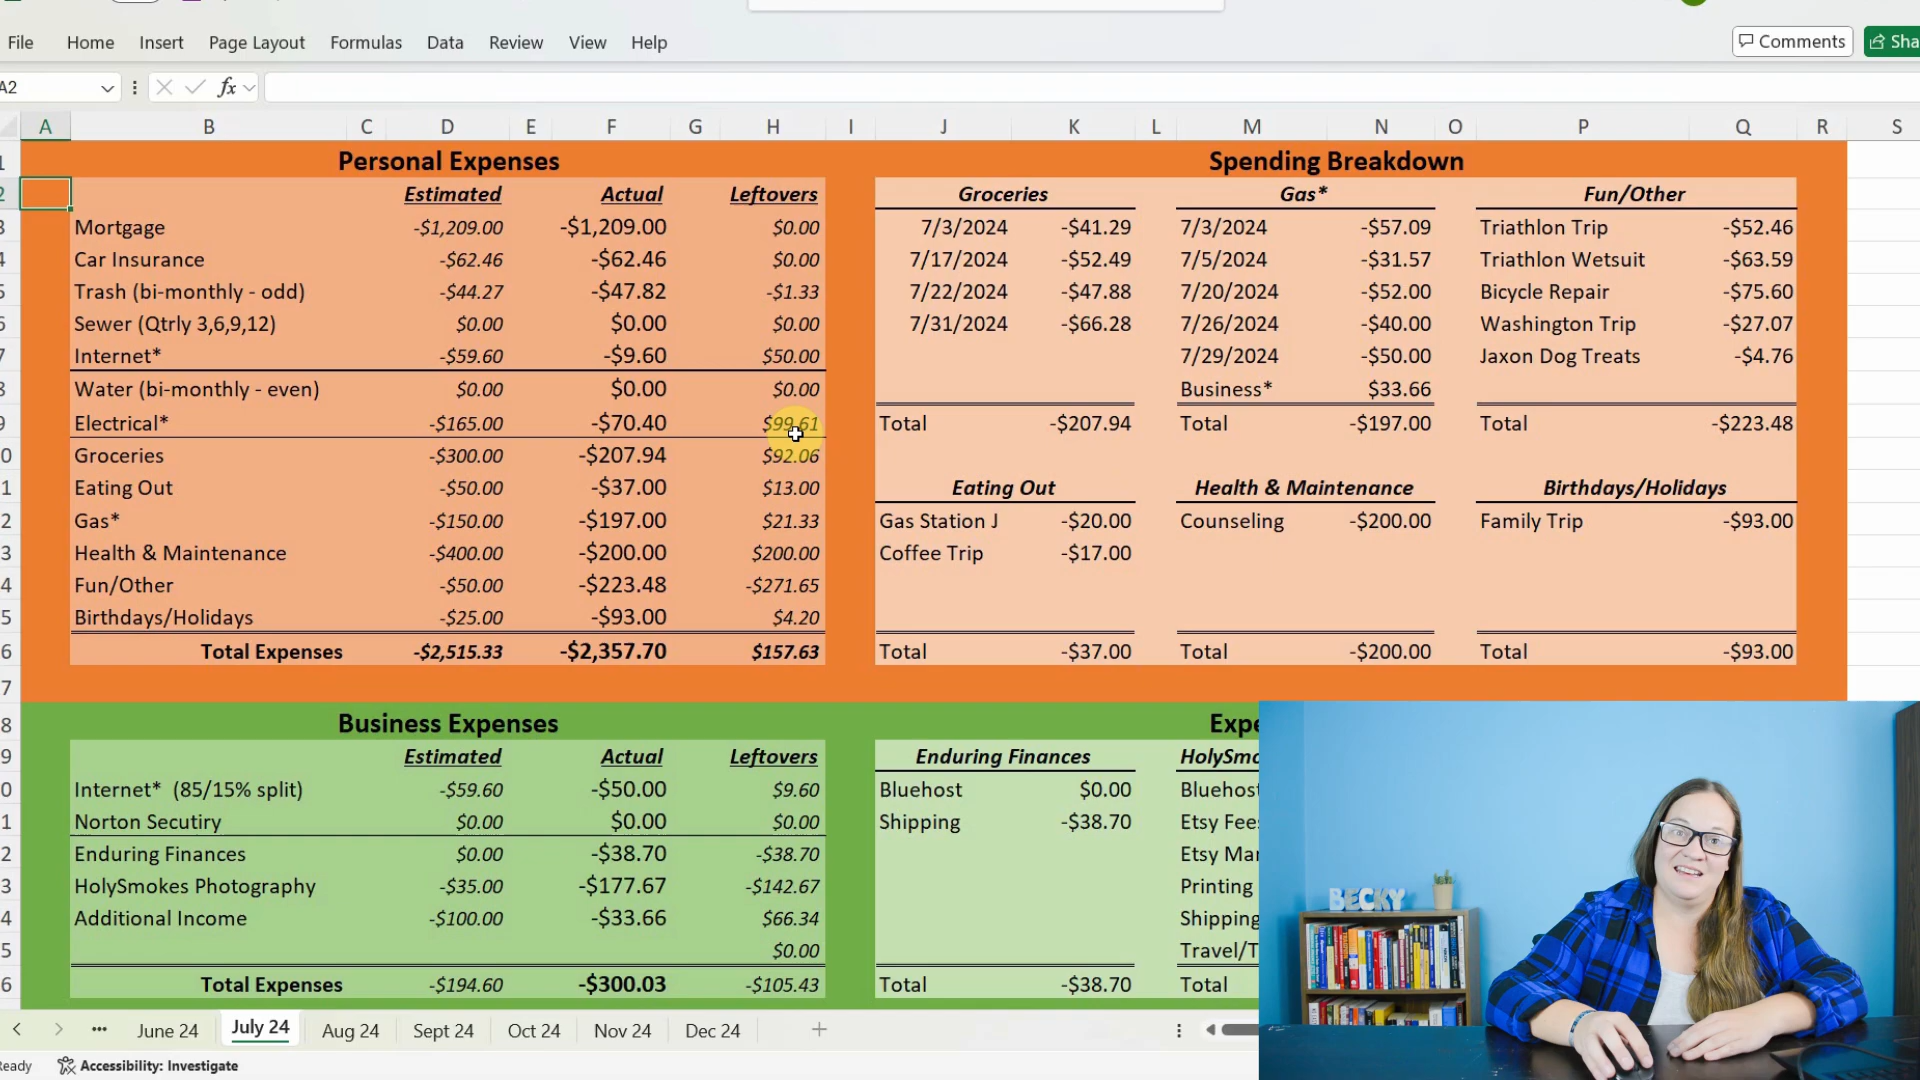 File Home Insert Page Layout Formulas Data Review View Help Comments
A2 fx
A B C D E F G H I J K L M N O P Q R S
Personal Expenses Spending Breakdown
Estimated Actual Leftovers Groceries Gas* Fun/Other
Mortgage -$1,209.00 -$1,209.00 $0.00 7/3/2024 -$41.29 7/3/2024 -$57.09 Triathlon Trip -$52.46
Car Insurance -$62.46 -$62.46 $0.00 7/17/2024 -$52.49 7/5/2024 -$31.57 Triathlon Wetsuit -$63.59
Trash (bi-monthly - odd) -$44.27 -$47.82 -$1.33 7/22/2024 -$47.88 7/20/2024 -$52.00 Bicycle Repair -$75.60
Sewer (Qtrly 3,6,9,12) $0.00 $0.00 $0.00 7/31/2024 -$66.28 7/26/2024 -$40.00 Washington Trip -$27.07
Internet* -$59.60 -$9.60 $50.00 7/29/2024 -$50.00 Jaxon Dog Treats -$4.76
Water (bi-monthly - even) $0.00 $0.00 $0.00 Business* $33.66
Electrical* -$165.00 -$70.40 $99.61 Total -$207.94 Total -$197.00 Total -$223.48
Groceries -$300.00 -$207.94 $92.06
Eating Out -$50.00 -$37.00 $13.00 Eating Out Health & Maintenance Birthdays/Holidays
Gas* -$150.00 -$197.00 $21.33 Gas Station J -$20.00 Counseling -$200.00 Family Trip -$93.00
Health & Maintenance -$400.00 -$200.00 $200.00 Coffee Trip -$17.00
Fun/Other -$50.00 -$223.48 -$271.65
Birthdays/Holidays -$25.00 -$93.00 $4.20
Total Expenses -$2,515.33 -$2,357.70 $157.63 Total -$37.00 Total -$200.00 Total -$93.00
Business Expenses
Estimated Actual Leftovers Enduring Finances
Internet* (85/15% split) -$59.60 -$50.00 $9.60 Bluehost $0.00
Norton Secutiry $0.00 $0.00 $0.00 Shipping -$38.70 Etsy
Enduring Finances $0.00 -$38.70 -$38.70 Etsy
HolySmokes Photography -$35.00 -$177.67 -$142.67 Printing
Additional Income -$100.00 -$33.66 $66.34 Shipping
$0.00
Total Expenses -$194.60 -$300.03 -$105.43 Total -$38.70 Total
BECKY
June 24 July 24 Aug 24 Sept 24 Oct 24 Nov 24 Dec 24
Accessibility: Investigate